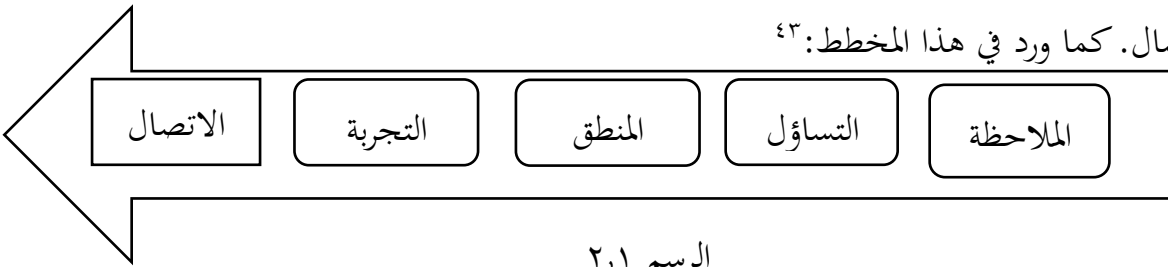 كما ورد في هذا المخطط:٤٣
الملاحظة
التساؤل
المنطق
التجربة
الاتصال
الرسم ٢,١